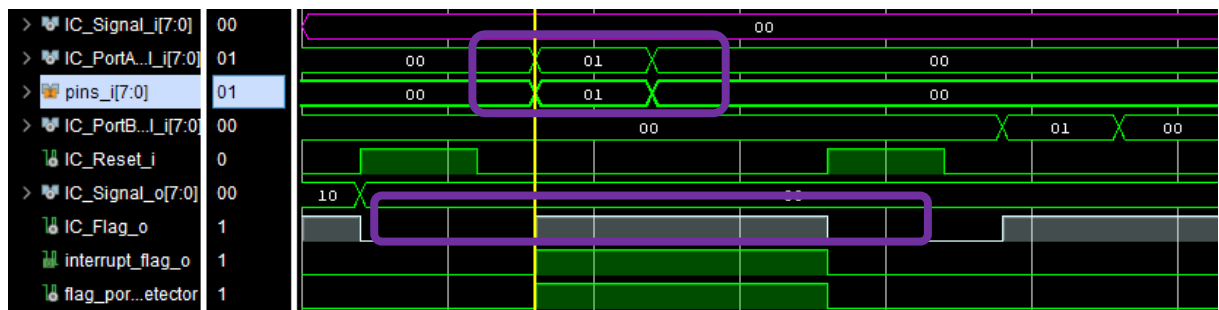 IC_Signal_i[7:0] 00 00
IC_PortA...l_i[7:0] 01 00 01 00
pins_i[7:0] 01 00 01 00
IC_PortB...l_i[7:0] 00 00 01 00
IC_Reset_i 0
IC_Signal_o[7:0] 00 10 00
IC_Flag_o 1
interrupt_flag_o 1
flag_por...etector 1